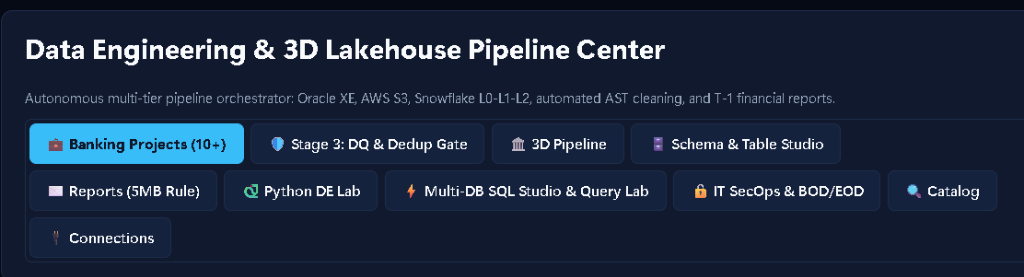 Data Engineering & 3D Lakehouse Pipeline Center
Autonomous multi-tier pipeline orchestrator: Oracle XE, AWS S3, Snowflake L0-L1-L2, automated AST cleaning, and T-1 financial reports.
Banking Projects (10+) Stage 3: DQ & Dedup Gate 3D Pipeline Schema & Table Studio
Reports (5MB Rule) Python DE Lab Multi-DB SQL Studio & Query Lab IT SecOps & BOD/EOD Catalog
Connections